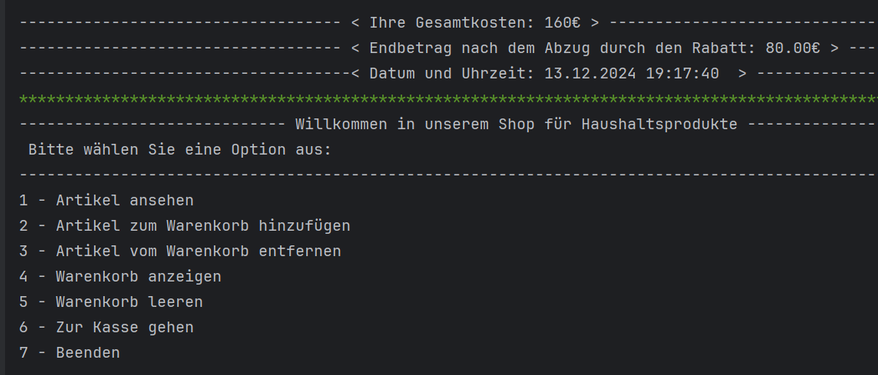 ----------------------------------- < Ihre Gesamtkosten: 160€ > -----------------------------
----------------------------------- < Endbetrag nach dem Abzug durch den Rabatt: 80.00€ > ---
------------------------------------< Datum und Uhrzeit: 13.12.2024 19:17:40  > -------------
*********************************************************************************************
----------------------------- Willkommen in unserem Shop für Haushaltsprodukte --------------
 Bitte wählen Sie eine Option aus:
---------------------------------------------------------------------------------------------
1 - Artikel ansehen
2 - Artikel zum Warenkorb hinzufügen
3 - Artikel vom Warenkorb entfernen
4 - Warenkorb anzeigen
5 - Warenkorb leeren
6 - Zur Kasse gehen
7 - Beenden